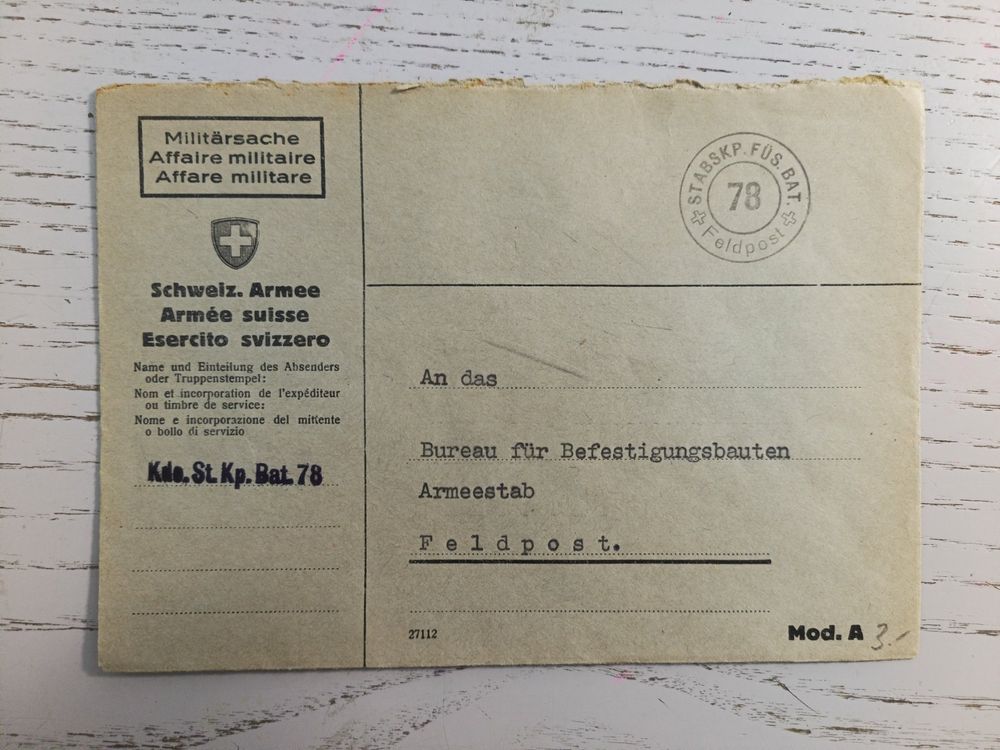 Militärsache
Affaire militaire
Affare militare
Schweiz. Armee
Armée suisse
Esercito svizzero
Name und Einteilung des Absenders
oder Truppenstempel:
Nom et incorporation de l'expéditeur
ou timbre de service:
Nome e incorporazione del mittente
o bollo di servizio
Kdo. St. Kp. Bat. 78
STABSKP. FÜS. BAT.
78
Feldpost
An das
Bureau für Befestigungsbauten
Armeestab
Feldpost.
27112
Mod. A
3.-